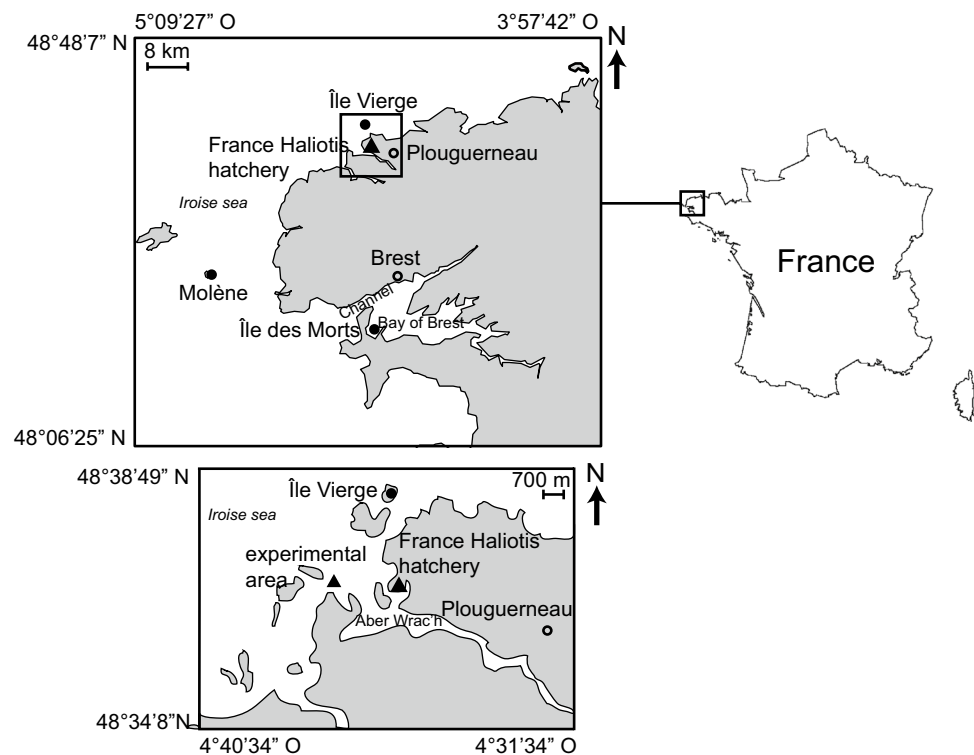 5°09'27” O
3°57'42” O
48°48'7” N
8 km
N
Île Vierge
France Haliotis
hatchery
Plouguerneau
Iroise sea
Molène
Brest
Channel
Île des Morts
Bay of Brest
France
48°06'25” N
48°38'49” N
700 m
N
Île Vierge
Iroise sea
experimental
area
France Haliotis
hatchery
Plouguerneau
Aber Wrac'h
48°34'8” N
4°40'34” O
4°31'34” O